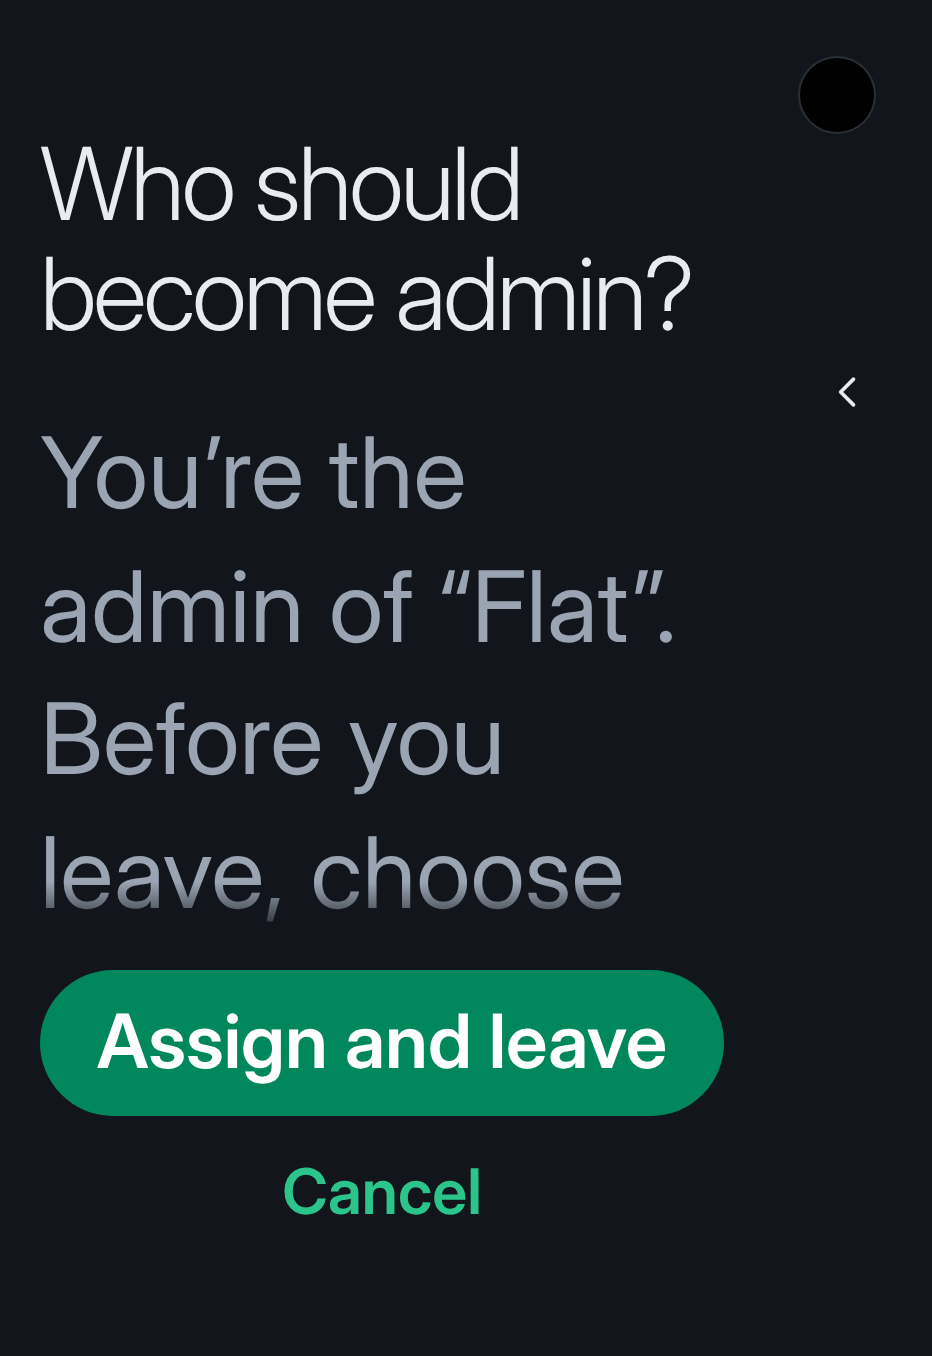 Who should
become admin?
You’re the
admin of “Flat”.
Before you
leave, choose
Assign and leave
Cancel